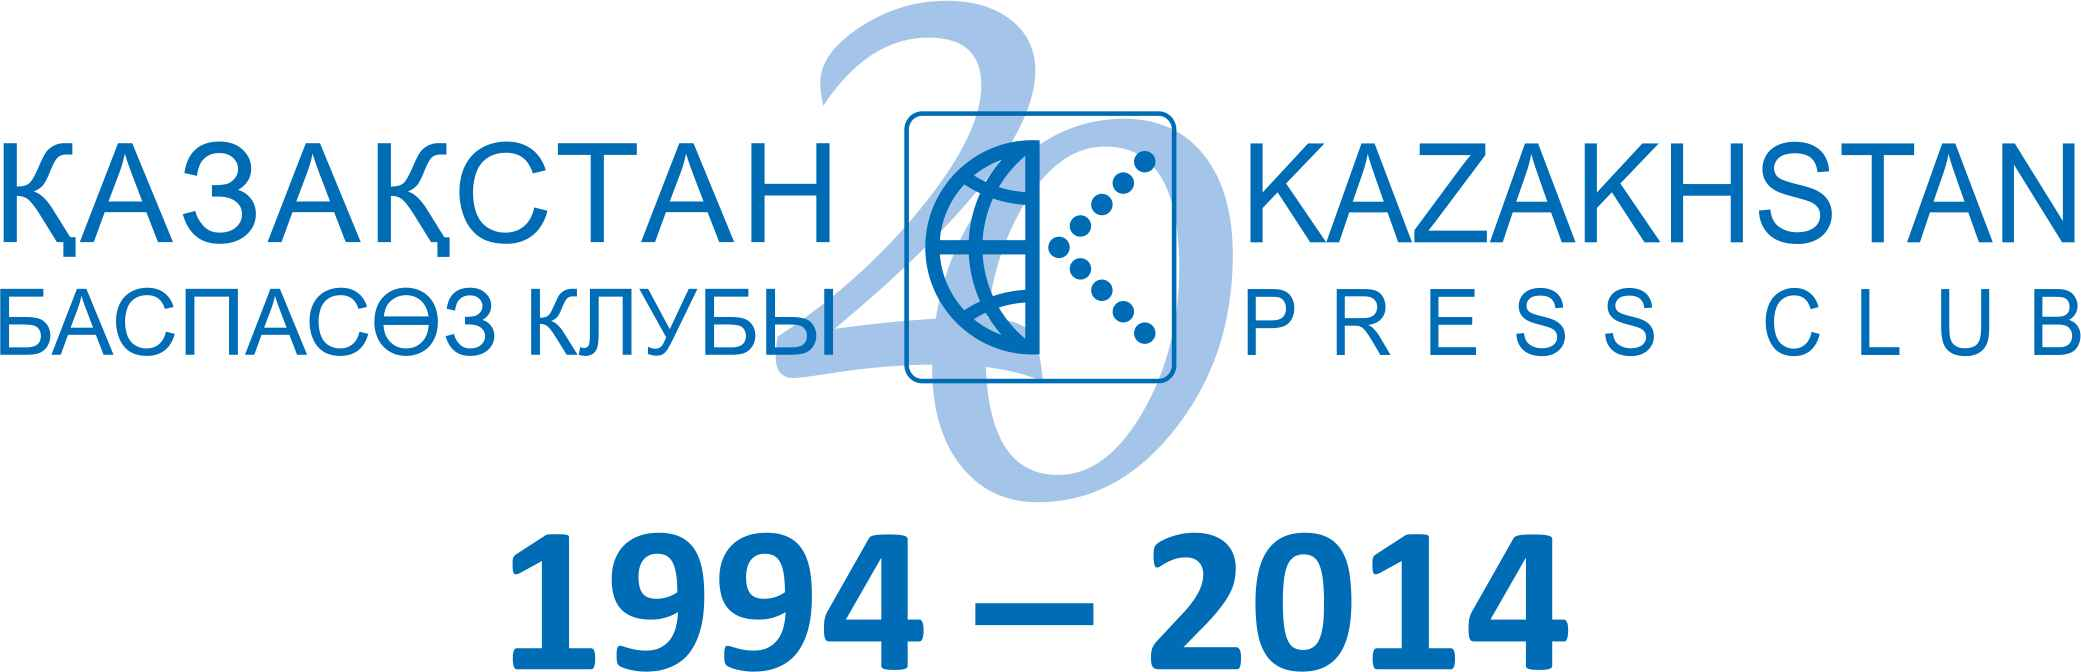 20
ҚАЗАҚСТАН
БАСПАСӨЗ КЛУБЫ
KAZAKHSTAN
PRESS CLUB
1994 – 2014